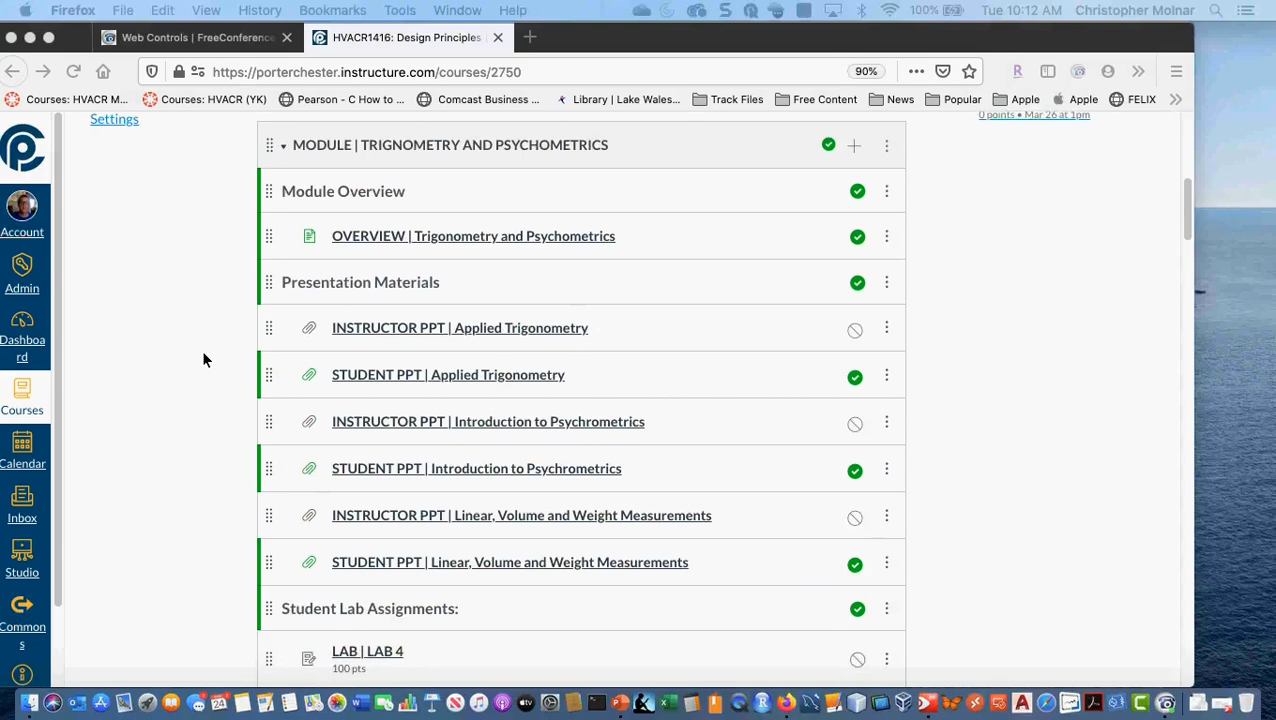 Firefox File Edit View History Bookmarks Tools Window Help 100% Tue 10:12 AM Christopher Molnar
Web Controls | FreeConference
HVACR1416: Design Principles
https://porterchester.instructure.com/courses/2750
90%
Courses: HVACR M...
Courses: HVACR (YK)
Pearson - C How to ...
Comcast Business ...
Library | Lake Wales...
Track Files
Free Content
News
Popular
Apple
Apple
FELIX
Settings
0 points • Mar 26 at 1pm
MODULE | TRIGNOMETRY AND PSYCHOMETRICS
Module Overview
OVERVIEW | Trigonometry and Psychometrics
Presentation Materials
INSTRUCTOR PPT | Applied Trigonometry
STUDENT PPT | Applied Trigonometry
INSTRUCTOR PPT | Introduction to Psychrometrics
STUDENT PPT | Introduction to Psychrometrics
INSTRUCTOR PPT | Linear, Volume and Weight Measurements
STUDENT PPT | Linear, Volume and Weight Measurements
Student Lab Assignments:
LAB | LAB 4
100 pts
Account
Admin
Dashboa
rd
Courses
Calendar
Inbox
Studio
Common
s